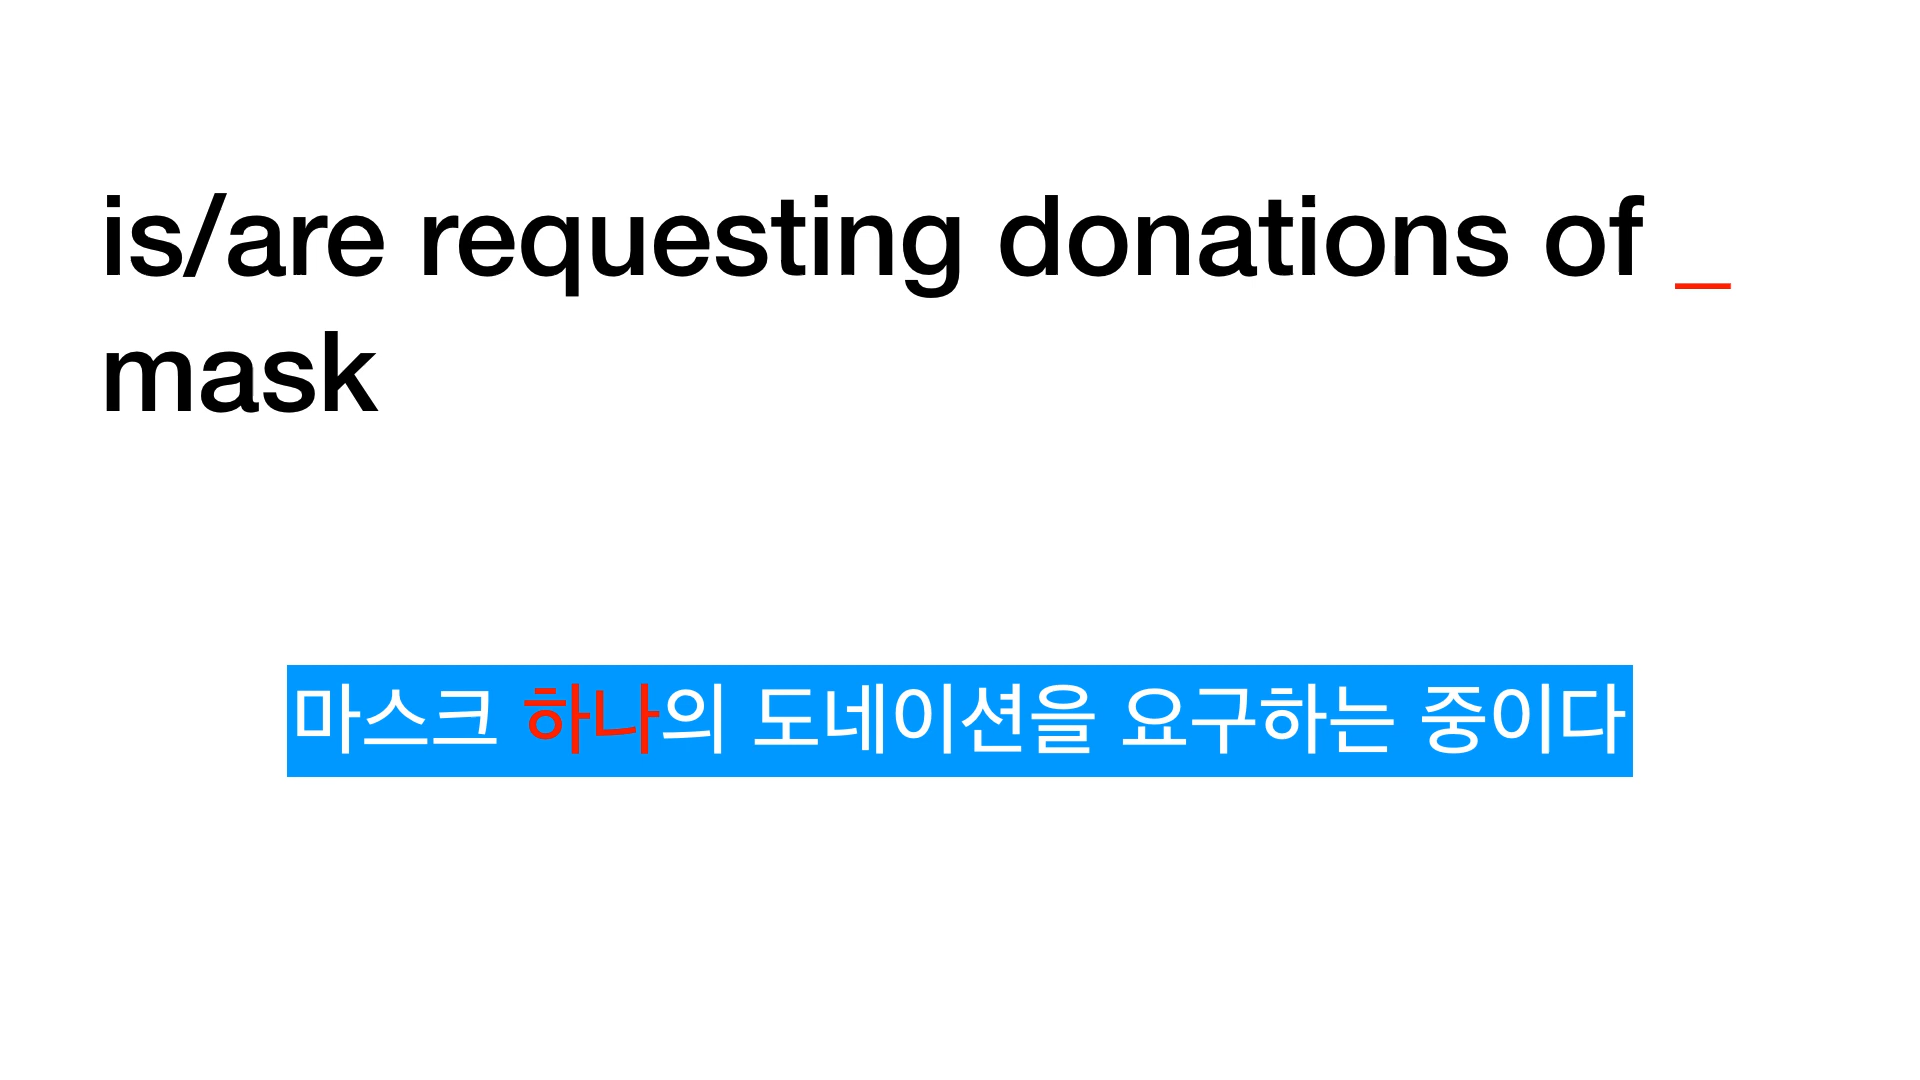 is/are requesting donations of _
mask
마스크 하나의 도네이션을 요구하는 중이다